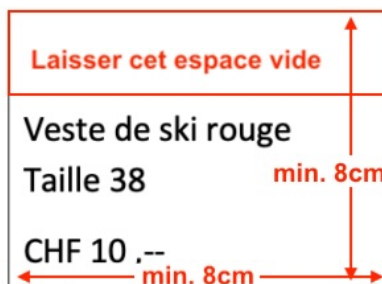 Laisser cet espace vide
Veste de ski rouge
Taille 38
min. 8cm
CHF 10 .--
min. 8cm